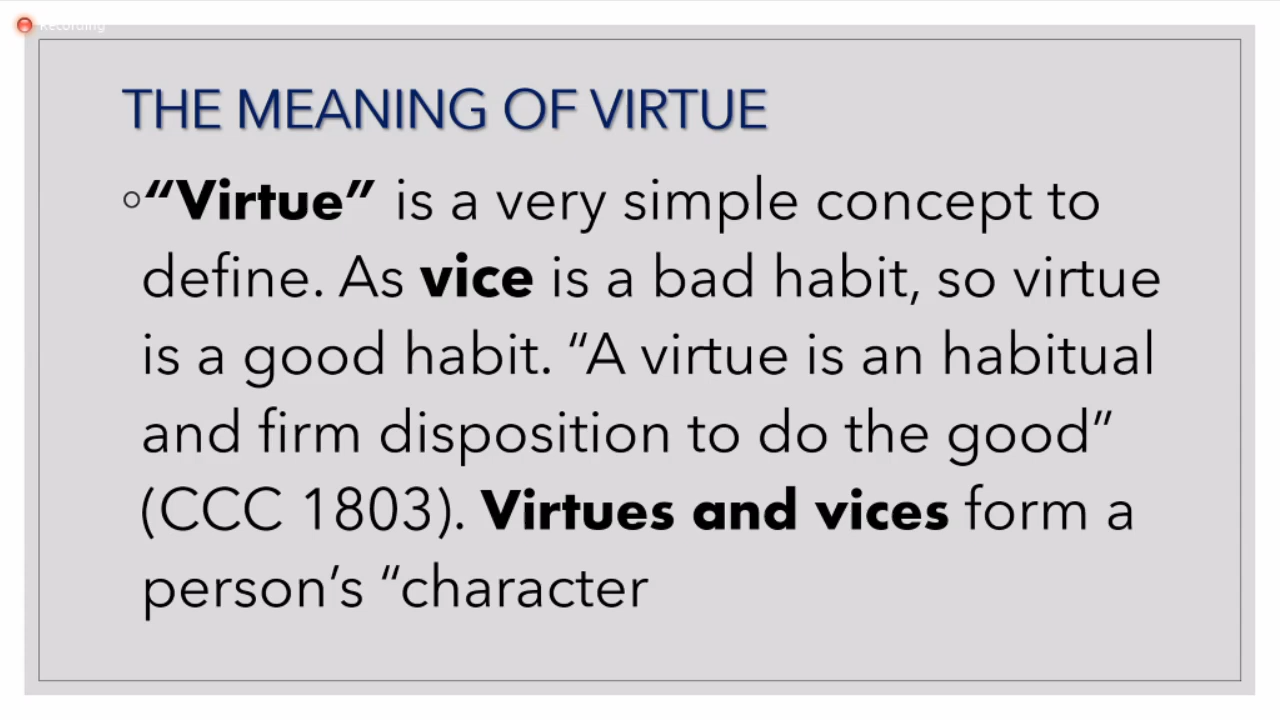 Recording
THE MEANING OF VIRTUE
“Virtue” is a very simple concept to
define. As vice is a bad habit, so virtue
is a good habit. “A virtue is an habitual
and firm disposition to do the good”
(CCC 1803). Virtues and vices form a
person’s “character